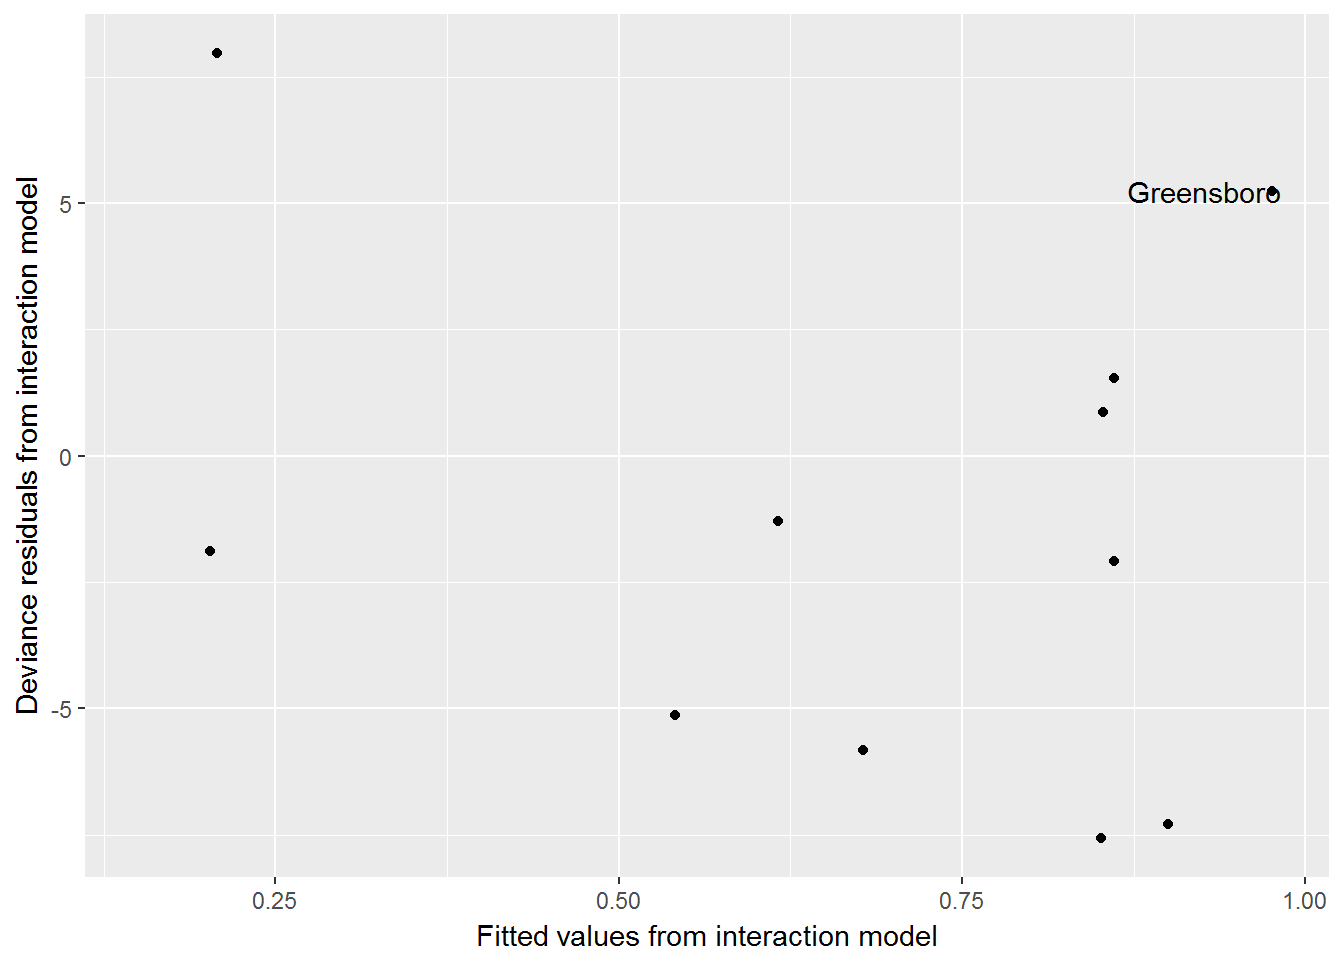 Deviance residuals from interaction model
5
0
-5
Greensboro
0.25
0.50
0.75
1.00
Fitted values from interaction model